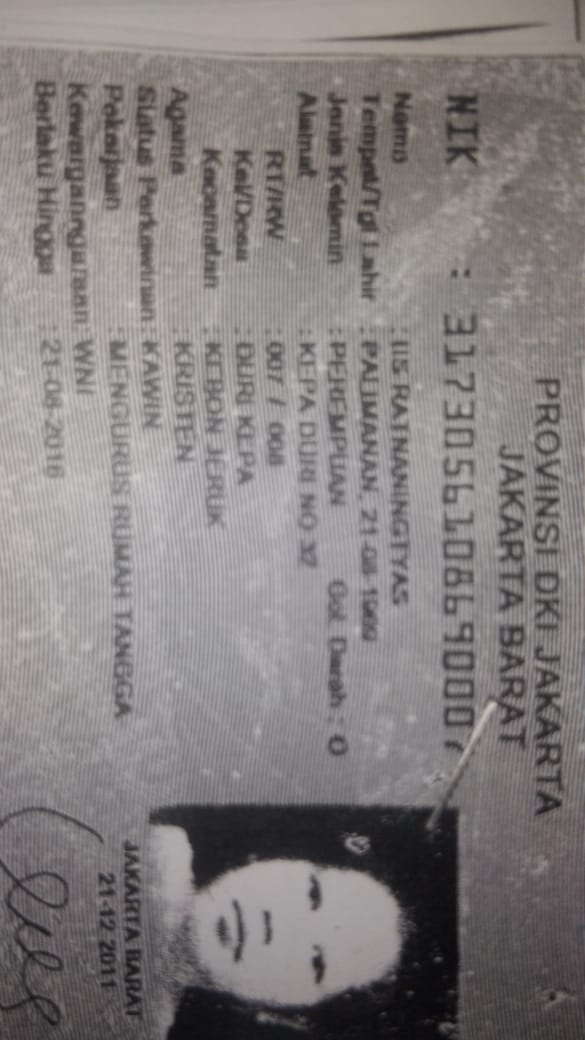 PROVINSI DKI JAKARTA
JAKARTA BARAT
NIK : 3173056108690007
Nama : IIS RATNANINGTYAS
Tempat/Tgl Lahir : PALIMANAN, 21-08-1969
Jenis Kelamin : PEREMPUAN Gol. Darah : O
Alamat : KEPA DURI NO 32
RT/RW : 007 / 008
Kel/Desa : DURI KEPA
Kecamatan : KEBON JERUK
Agama : KRISTEN
Status Perkawinan : KAWIN
Pekerjaan : MENGURUS RUMAH TANGGA
Kewarganegaraan : WNI
Berlaku Hingga : 21-08-2016
JAKARTA BARAT
21-12-2011